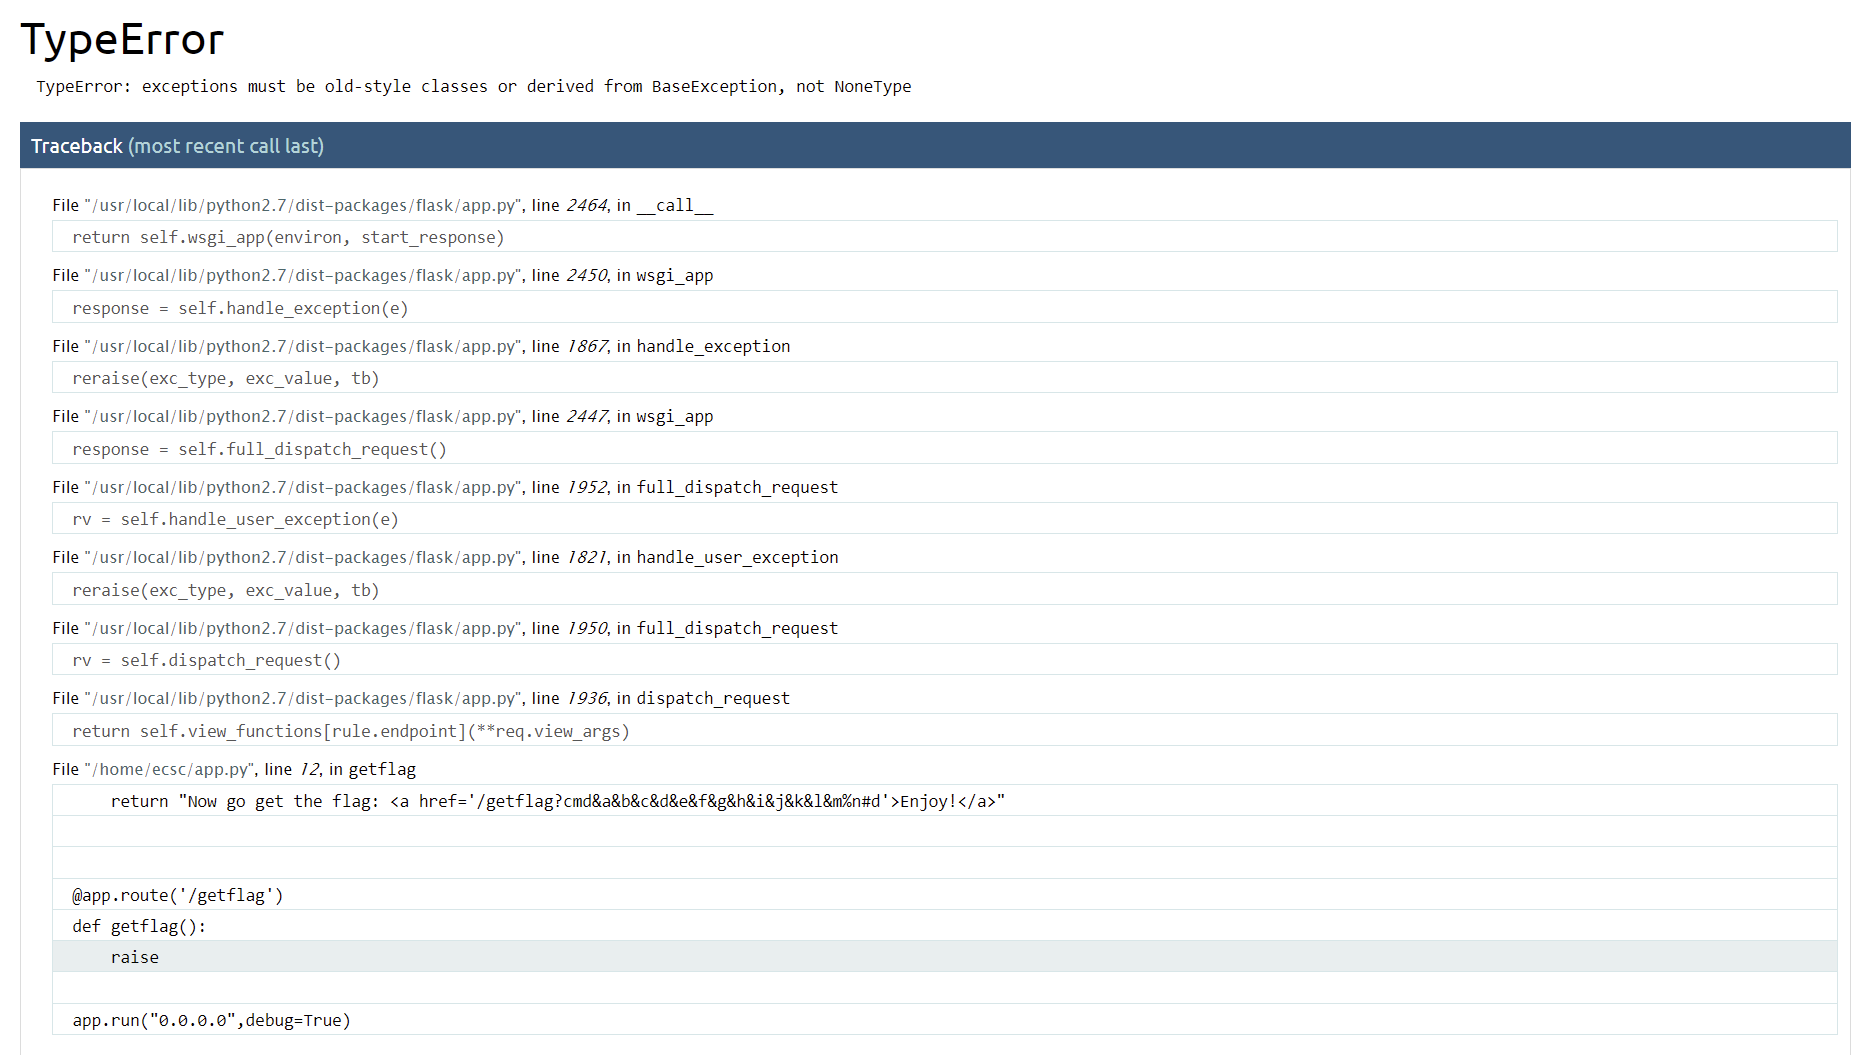 TypeError
TypeError: exceptions must be old-style classes or derived from BaseException, not NoneType
Traceback (most recent call last)
File "/usr/local/lib/python2.7/dist-packages/flask/app.py", line 2464, in __call__
return self.wsgi_app(environ, start_response)
File "/usr/local/lib/python2.7/dist-packages/flask/app.py", line 2450, in wsgi_app
response = self.handle_exception(e)
File "/usr/local/lib/python2.7/dist-packages/flask/app.py", line 1867, in handle_exception
reraise(exc_type, exc_value, tb)
File "/usr/local/lib/python2.7/dist-packages/flask/app.py", line 2447, in wsgi_app
response = self.full_dispatch_request()
File "/usr/local/lib/python2.7/dist-packages/flask/app.py", line 1952, in full_dispatch_request
rv = self.handle_user_exception(e)
File "/usr/local/lib/python2.7/dist-packages/flask/app.py", line 1821, in handle_user_exception
reraise(exc_type, exc_value, tb)
File "/usr/local/lib/python2.7/dist-packages/flask/app.py", line 1950, in full_dispatch_request
rv = self.dispatch_request()
File "/usr/local/lib/python2.7/dist-packages/flask/app.py", line 1936, in dispatch_request
return self.view_functions[rule.endpoint](**req.view_args)
File "/home/ecsc/app.py", line 12, in getflag
return "Now go get the flag: <a href='/getflag?cmd&a&b&c&d&e&f&g&h&i&j&k&l&m%n#d'>Enjoy!</a>"
@app.route('/getflag')
def getflag():
raise
app.run("0.0.0.0",debug=True)